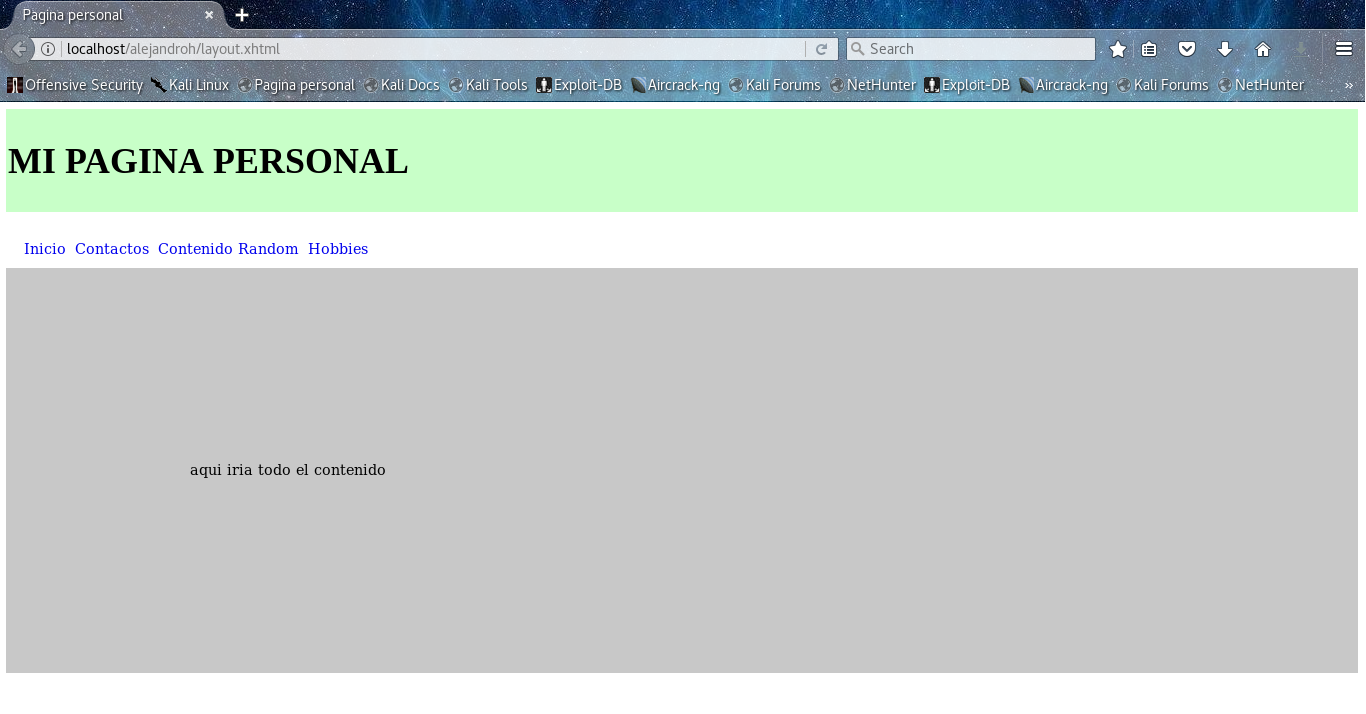 Pagina personal
localhost/alejandroh/layout.xhtml Search
Offensive Security Kali Linux Pagina personal Kali Docs Kali Tools Exploit-DB Aircrack-ng Kali Forums NetHunter Exploit-DB Aircrack-ng Kali Forums NetHunter »
MI PAGINA PERSONAL
Inicio Contactos Contenido Random Hobbies
aqui iria todo el contenido